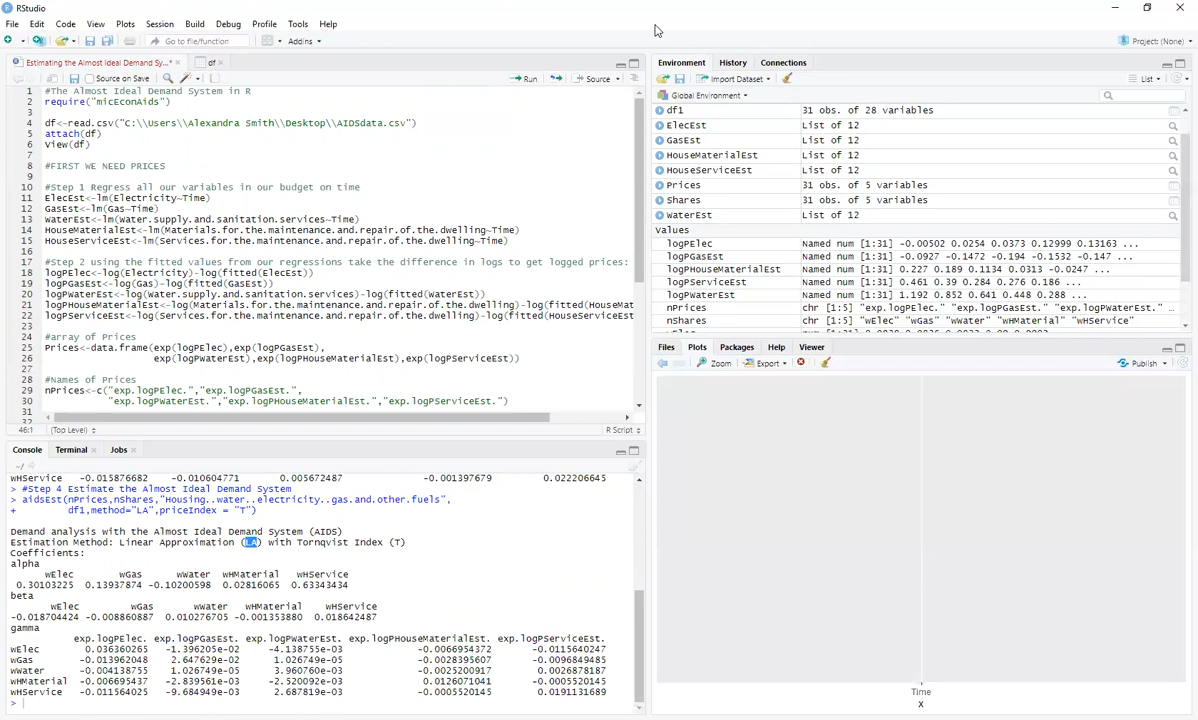 RStudio
File Edit Code View Plots Session Build Debug Profile Tools Help
Go to file/function Addins Project: (None)
Estimating the Almost Ideal Demand Sy...* df
Source on Save Run Source
1 #The Almost Ideal Demand System in R
2 require("micEconAids")
3
4 df<-read.csv("C:\\Users\\Alexandra Smith\\Desktop\\AIDSdata.csv")
5 attach(df)
6 view(df)
7
8 #FIRST WE NEED PRICES
9
10 #Step 1 Regress all our variables in our budget on time
11 ElecEst<-lm(Electricity~Time)
12 GasEst<-lm(Gas~Time)
13 WaterEst<-lm(water.supply.and.sanitation.services~Time)
14 HouseMaterialEst<-lm(Materials.for.the.maintenance.and.repair.of.the.dwelling~Time)
15 HouseServiceEst<-lm(Services.for.the.maintenance.and.repair.of.the.dwelling~Time)
16
17 #Step 2 using the fitted values from our regressions take the difference in logs to get logged prices:
18 logPElec<-log(Electricity)-log(fitted(ElecEst))
19 logPGasEst<-log(Gas)-log(fitted(GasEst))
20 logPWaterEst<-log(water.supply.and.sanitation.services)-log(fitted(WaterEst))
21 logPHouseMaterialEst<-log(Materials.for.the.maintenance.and.repair.of.the.dwelling)-log(fitted(HouseMat
22 logPServiceEst<-log(Services.for.the.maintenance.and.repair.of.the.dwelling)-log(fitted(HouseServiceEst
23
24 #array of Prices
25 Prices<-data.frame(exp(logPElec),exp(logPGasEst),
26 exp(logPWaterEst),exp(logPHouseMaterialEst),exp(logPServiceEst))
27
28 #Names of Prices
29 nPrices<-c("exp.logPElec.","exp.logPGasEst.",
30 "exp.logPWaterEst.","exp.logPHouseMaterialEst.","exp.logPServiceEst.")
31
32
46:1 (Top Level) R Script
Console Terminal Jobs
~/
wHService -0.015876682 -0.010604771 0.005672487 -0.001397679 0.022206645
> #Step 4 Estimate the Almost Ideal Demand System
> aidsEst(nPrices,nShares,"Housing..water..electricity..gas.and.other.fuels",
+ df1,method="LA",priceIndex = "T")
Demand analysis with the Almost Ideal Demand System (AIDS)
Estimation Method: Linear Approximation (LA) with Tornqvist Index (T)
Coefficients:
alpha
wElec wGas wWater wHMaterial wHService
0.30103225 0.13937874 -0.10200598 0.02816065 0.63343434
beta
wElec wGas wWater wHMaterial wHService
-0.018704424 -0.008860887 0.010276705 -0.001353880 0.018642487
gamma
exp.logPElec. exp.logPGasEst. exp.logPWaterEst. exp.logPHouseMaterialEst. exp.logPServiceEst.
wElec 0.036360265 -1.396205e-02 -4.138755e-03 -0.0066954372 -0.0115640247
wGas -0.013962048 2.647629e-02 1.026749e-05 -0.0028395607 -0.0096849485
wWater -0.004138755 1.026749e-05 3.960760e-03 -0.0025200917 0.0026878187
wHMaterial -0.006695437 -2.839561e-03 -2.520092e-03 0.0126071041 -0.0005520145
wHService -0.011564025 -9.684949e-03 2.687819e-03 -0.0005520145 0.0191131689
>
Environment History Connections
Import Dataset List
Global Environment
df1 31 obs. of 28 variables
ElecEst List of 12
GasEst List of 12
HouseMaterialEst List of 12
HouseServiceEst List of 12
Prices 31 obs. of 5 variables
Shares 31 obs. of 5 variables
WaterEst List of 12
Values
logPElec Named num [1:31] -0.00502 0.0254 0.0373 0.12999 0.13163 ...
logPGasEst Named num [1:31] -0.0927 -0.1472 -0.194 -0.1532 -0.147 ...
logPHouseMaterialEst Named num [1:31] 0.227 0.189 0.1134 0.0313 -0.0247 ...
logPServiceEst Named num [1:31] 0.461 0.39 0.284 0.276 0.186 ...
logPWaterEst Named num [1:31] 1.192 0.852 0.641 0.448 0.288 ...
nPrices chr [1:5] "exp.logPElec." "exp.logPGasEst." "exp.logPWaterEst." ...
nShares chr [1:5] "wElec" "wGas" "wWater" "wHMaterial" "wHService"
Files Plots Packages Help Viewer
Zoom Export Publish
Time
X